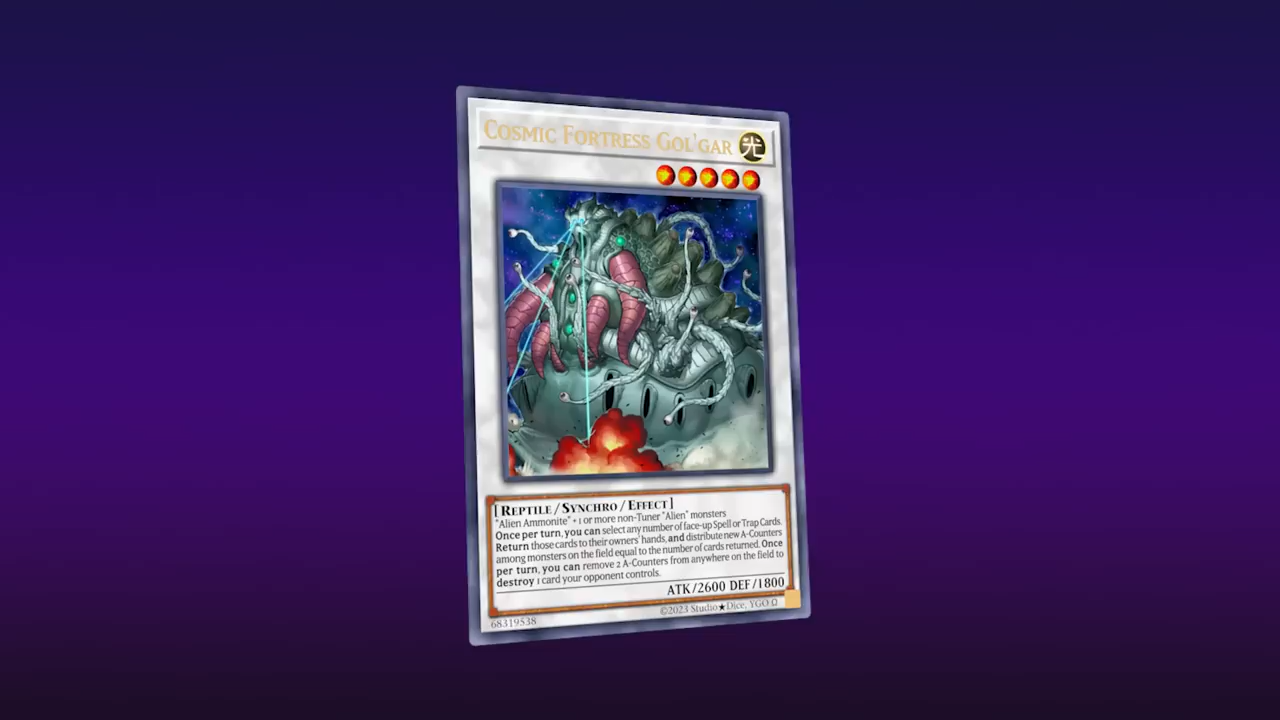 COSMIC FORTRESS GOL'GAR
光
[REPTILE/SYNCHRO/EFFECT]
"Alien Ammonite" + 1 or more non-Tuner "Alien" monsters
Once per turn, you can select any number of face-up Spell or Trap Cards.
Return those cards to their owners' hands, and distribute new A-Counters
among monsters on the field equal to the number of cards returned. Once
per turn, you can remove 2 A-Counters from anywhere on the field to
destroy 1 card your opponent controls.
ATK/2600 DEF/1800
68319538
©2023 Studio★Dice, YGO Ω